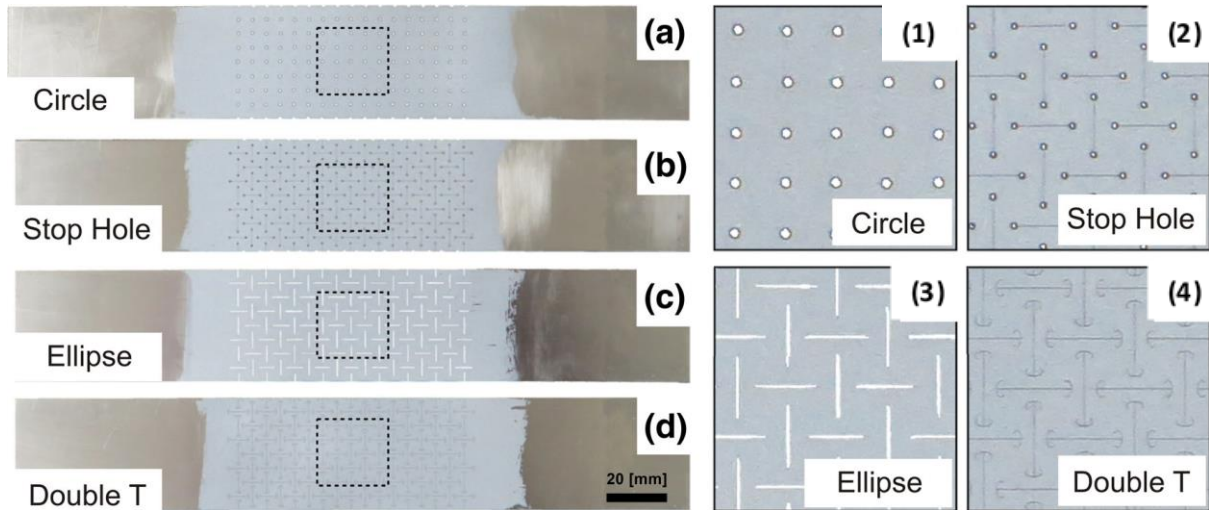 (a)
Circle
(b)
Stop Hole
(c)
Ellipse
(d)
Double T
20 [mm]
(1)
Circle
(2)
Stop Hole
(3)
Ellipse
(4)
Double T